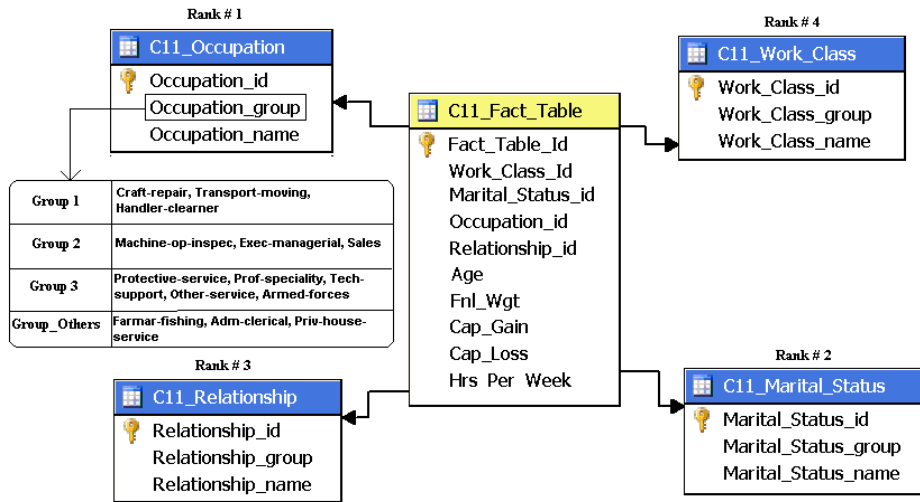 Rank # 1
C11_Occupation
Occupation_id
Occupation_group
Occupation_name
Group 1
Craft-repair, Transport-moving,
Handler-clearner
Group 2
Machine-op-inspec, Exec-managerial, Sales
Group 3
Protective-service, Prof-speciality, Tech-
support, Other-service, Armed-forces
Group_Others
Farmar-fishing, Adm-clerical, Priv-house-
service
C11_Fact_Table
Fact_Table_Id
Work_Class_Id
Marital_Status_id
Occupation_id
Relationship_id
Age
Fnl_Wgt
Cap_Gain
Cap_Loss
Hrs Per Week
Rank # 4
C11_Work_Class
Work_Class_id
Work_Class_group
Work_Class_name
Rank # 3
C11_Relationship
Relationship_id
Relationship_group
Relationship_name
Rank # 2
C11_Marital_Status
Marital_Status_id
Marital_Status_group
Marital_Status_name